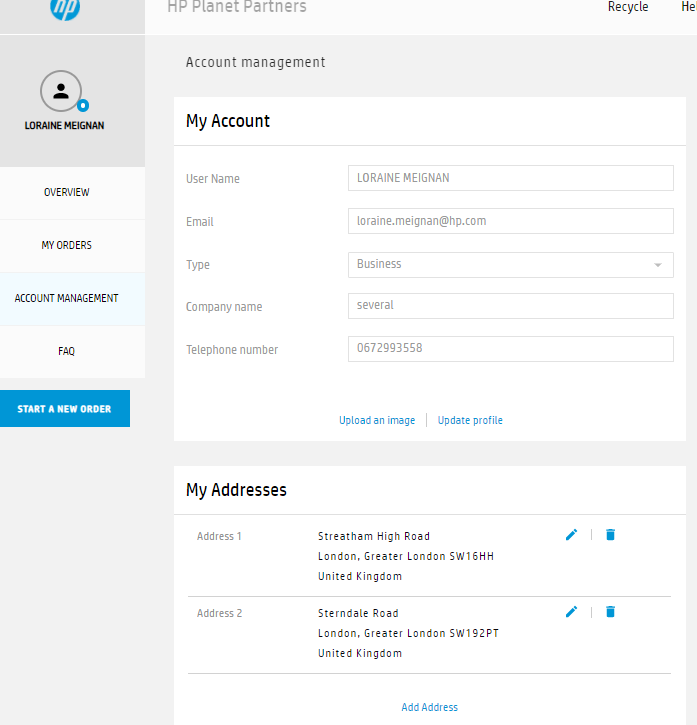 hp
HP Planet Partners
Recycle
Account management
LORAINE MEIGNAN
OVERVIEW
MY ORDERS
ACCOUNT MANAGEMENT
FAQ
START A NEW ORDER
My Account
User Name LORAINE MEIGNAN
Email loraine.meignan@hp.com
Type Business
Company name several
Telephone number 0672993558
Upload an image | Update profile
My Addresses
Address 1 Streatham High Road
London, Greater London SW16HH
United Kingdom
Address 2 Sterndale Road
London, Greater London SW192PT
United Kingdom
Add Address